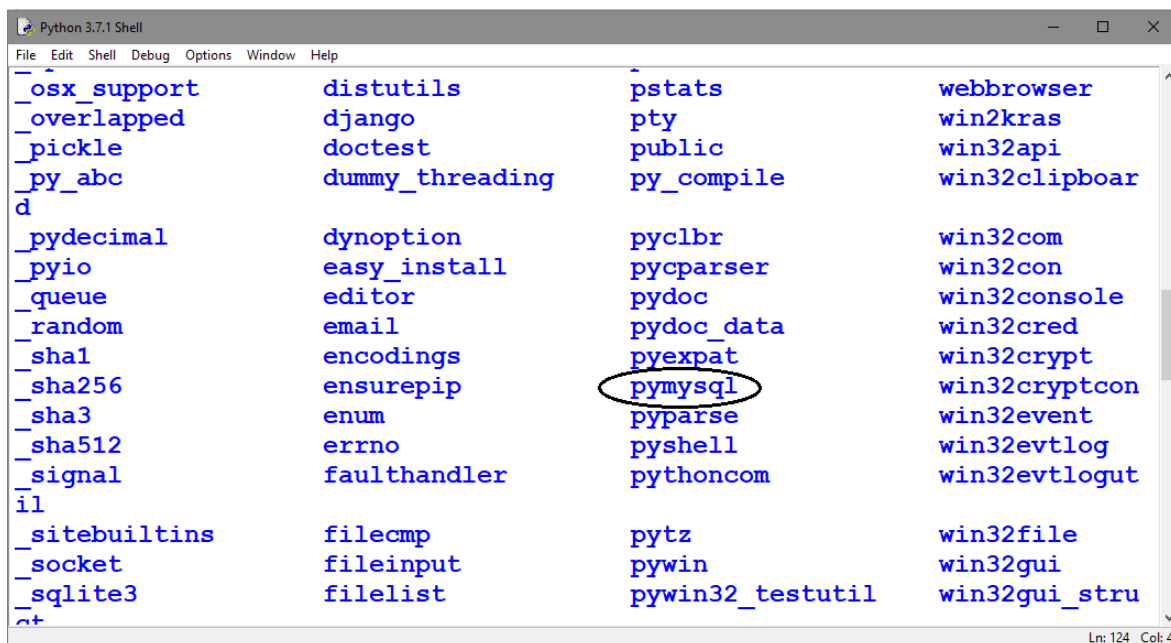 Python 3.7.1 Shell
File Edit Shell Debug Options Window Help
_osx_support distutils pstats webbrowser
_overlapped django pty win2kras
_pickle doctest public win32api
_py_abc dummy_threading py_compile win32clipboar
d
_pydecimal dynoption pyclbr win32com
_pyio easy_install pycparser win32con
_queue editor pydoc win32console
_random email pydoc_data win32cred
_sha1 encodings pyexpat win32crypt
_sha256 ensurepip pymysql win32cryptcon
_sha3 enum pyparse win32event
_sha512 errno pyshell win32evtlog
_signal faulthandler pythoncom win32evtlogut
il
_sitebuiltins filecmp pytz win32file
_socket fileinput pywin win32gui
_sqlite3 filelist pywin32_testutil win32gui_stru
ct
Ln: 124 Col: 4